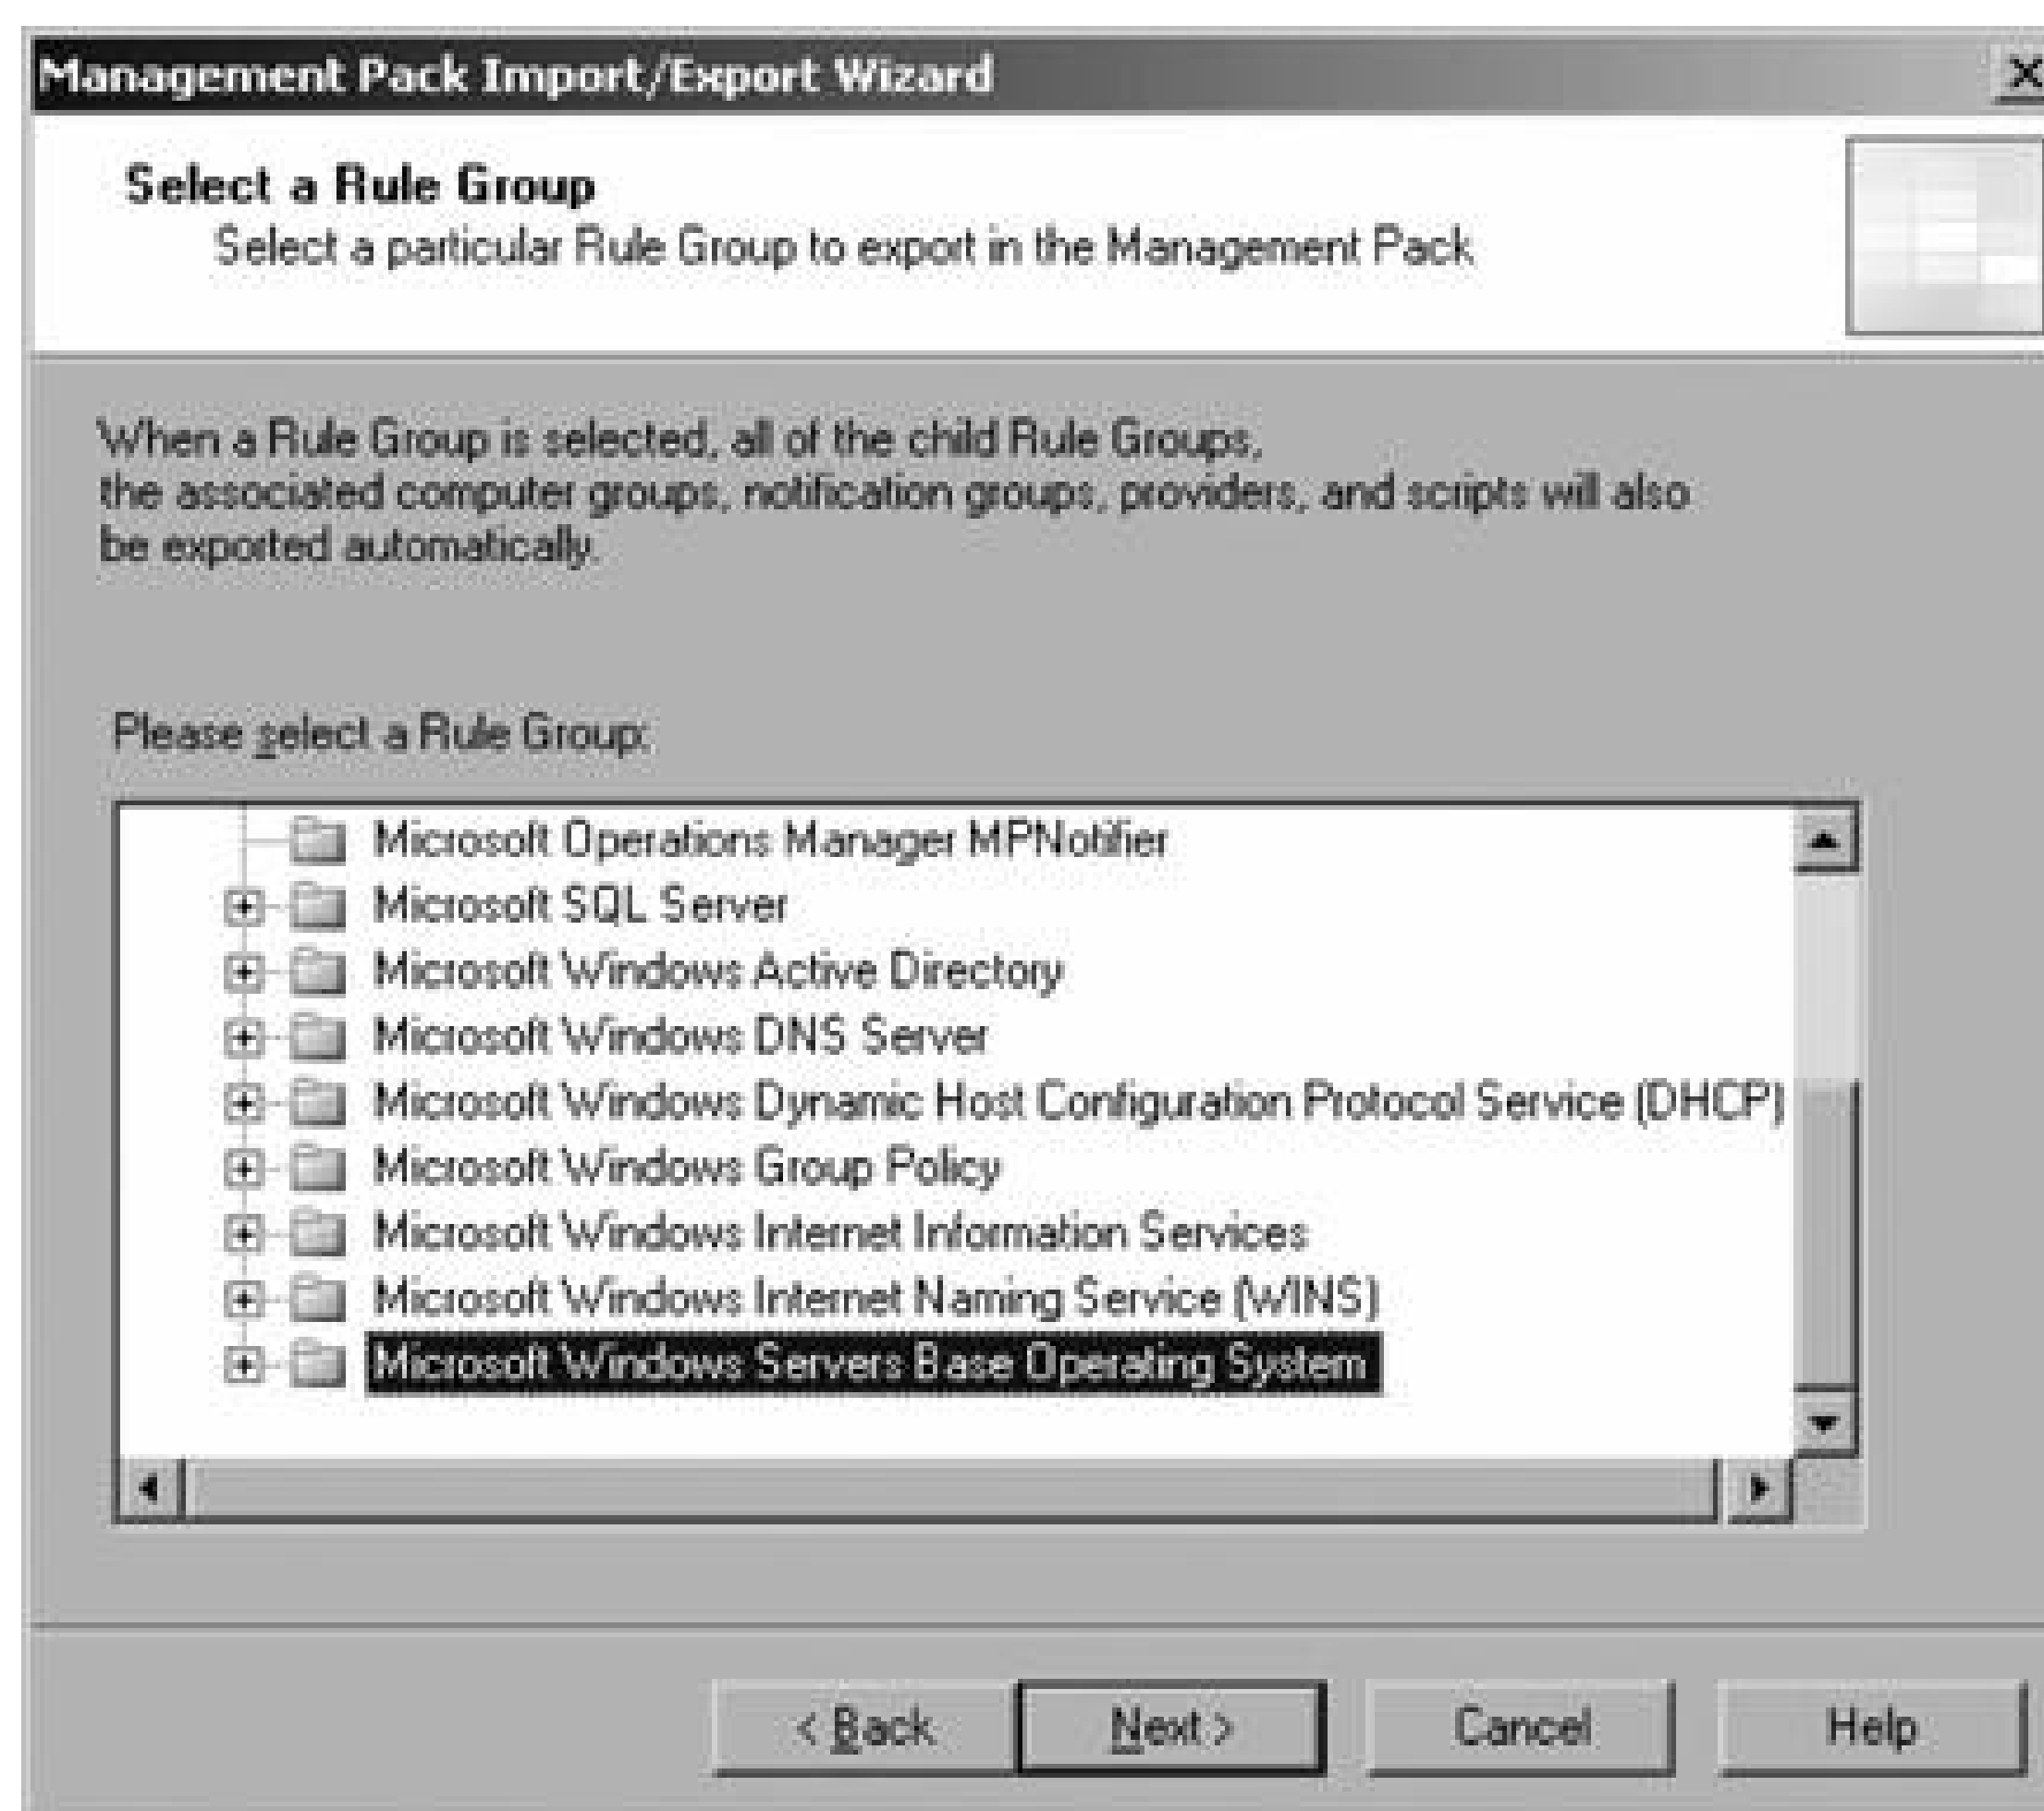 Management Pack Import/Export Wizard
Select a Rule Group
Select a particular Rule Group to export in the Management Pack
When a Rule Group is selected, all of the child Rule Groups,
the associated computer groups, notification groups, providers, and scripts will also
be exported automatically.
Please select a Rule Group:
Microsoft Operations Manager MPNotifier
Microsoft SQL Server
Microsoft Windows Active Directory
Microsoft Windows DNS Server
Microsoft Windows Dynamic Host Configuration Protocol Service (DHCP)
Microsoft Windows Group Policy
Microsoft Windows Internet Information Services
Microsoft Windows Internet Naming Service (WINS)
Microsoft Windows Servers Base Operating System
< Back Next > Cancel Help